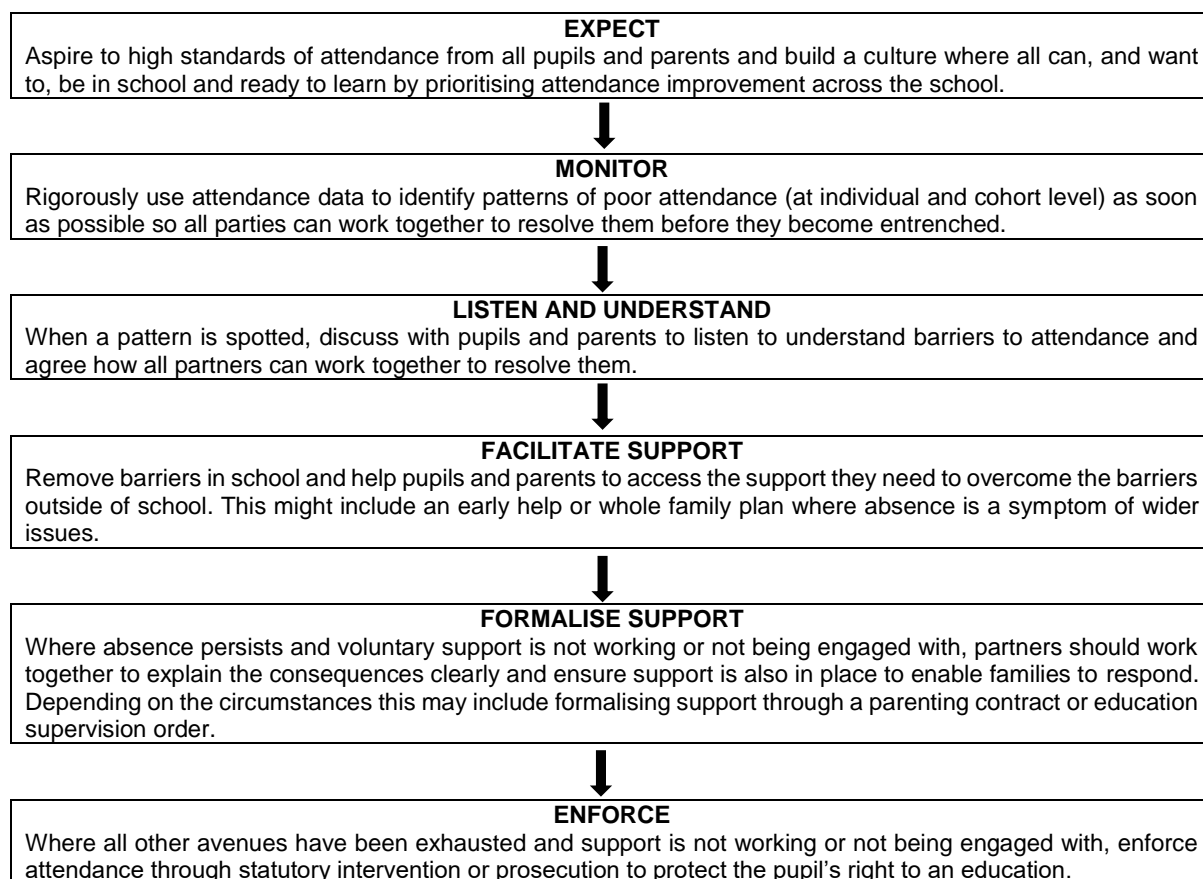 EXPECT
Aspire to high standards of attendance from all pupils and parents and build a culture where all can, and want
to, be in school and ready to learn by prioritising attendance improvement across the school.
MONITOR
Rigorously use attendance data to identify patterns of poor attendance (at individual and cohort level) as soon
as possible so all parties can work together to resolve them before they become entrenched.
LISTEN AND UNDERSTAND
When a pattern is spotted, discuss with pupils and parents to listen to understand barriers to attendance and
agree how all partners can work together to resolve them.
FACILITATE SUPPORT
Remove barriers in school and help pupils and parents to access the support they need to overcome the barriers
outside of school. This might include an early help or whole family plan where absence is a symptom of wider
issues.
FORMALISE SUPPORT
Where absence persists and voluntary support is not working or not being engaged with, partners should work
together to explain the consequences clearly and ensure support is also in place to enable families to respond.
Depending on the circumstances this may include formalising support through a parenting contract or education
supervision order.
ENFORCE
Where all other avenues have been exhausted and support is not working or not being engaged with, enforce
attendance through statutory intervention or prosecution to protect the pupil's right to an education.